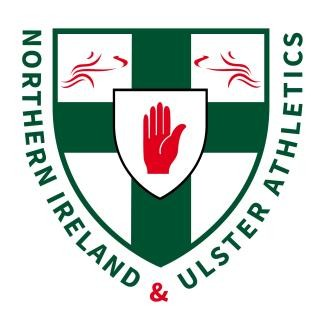 NORTHERN IRELAND
&
ULSTER ATHLETICS